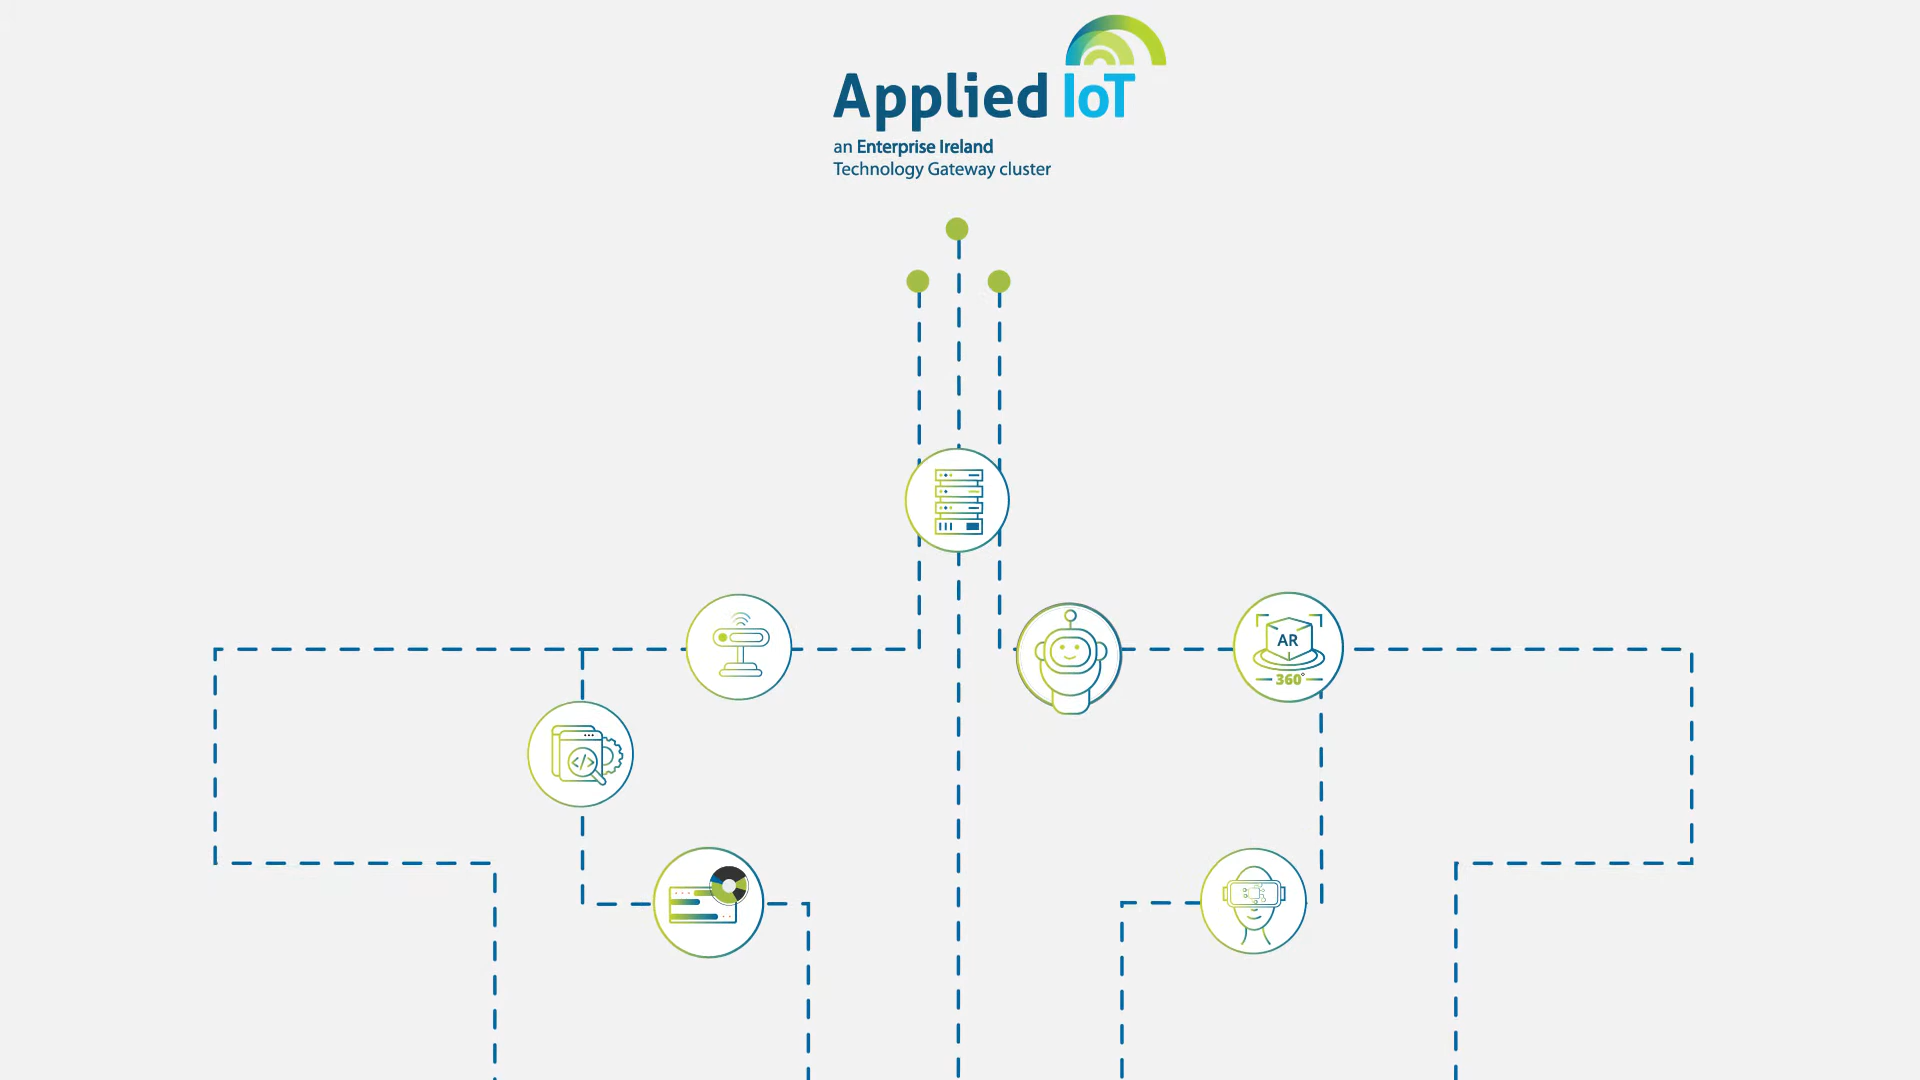 Applied IoT
an Enterprise Ireland
Technology Gateway cluster
AR
360°
</>